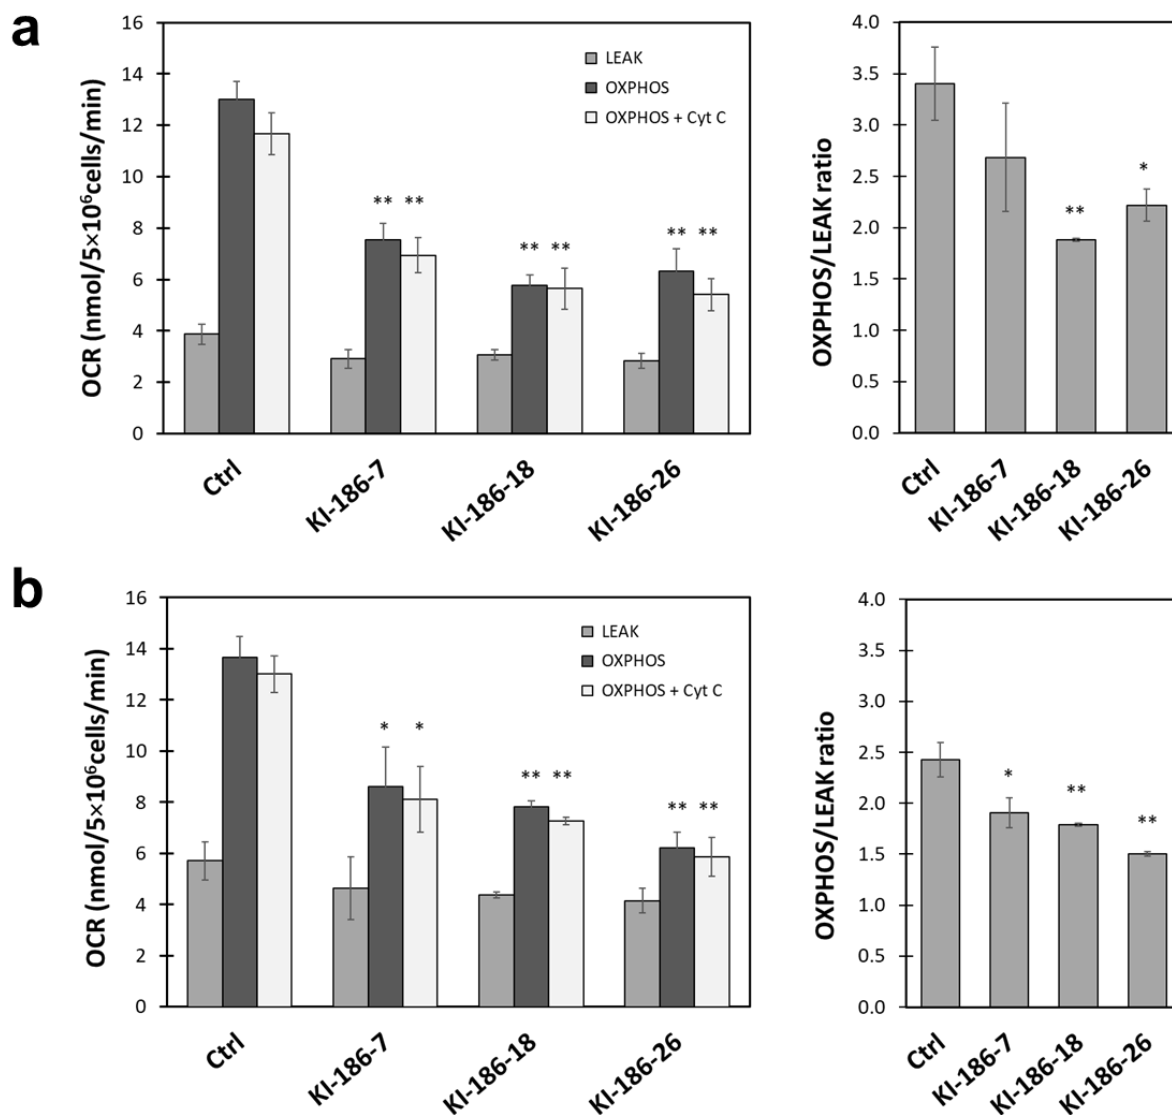 a
OCR (nmol/5×10⁶cells/min)
16
14
12
10
8
6
4
2
0
LEAK
OXPHOS
OXPHOS + Cyt C
** **
** **
** **
Ctrl
KI-186-7
KI-186-18
KI-186-26
OXPHOS/LEAK ratio
4.0
3.5
3.0
2.5
2.0
1.5
1.0
0.5
0.0
**
*
Ctrl
KI-186-7
KI-186-18
KI-186-26
b
OCR (nmol/5×10⁶cells/min)
16
14
12
10
8
6
4
2
0
LEAK
OXPHOS
OXPHOS + Cyt C
* *
** **
** **
Ctrl
KI-186-7
KI-186-18
KI-186-26
OXPHOS/LEAK ratio
4.0
3.5
3.0
2.5
2.0
1.5
1.0
0.5
0.0
*
**
**
Ctrl
KI-186-7
KI-186-18
KI-186-26